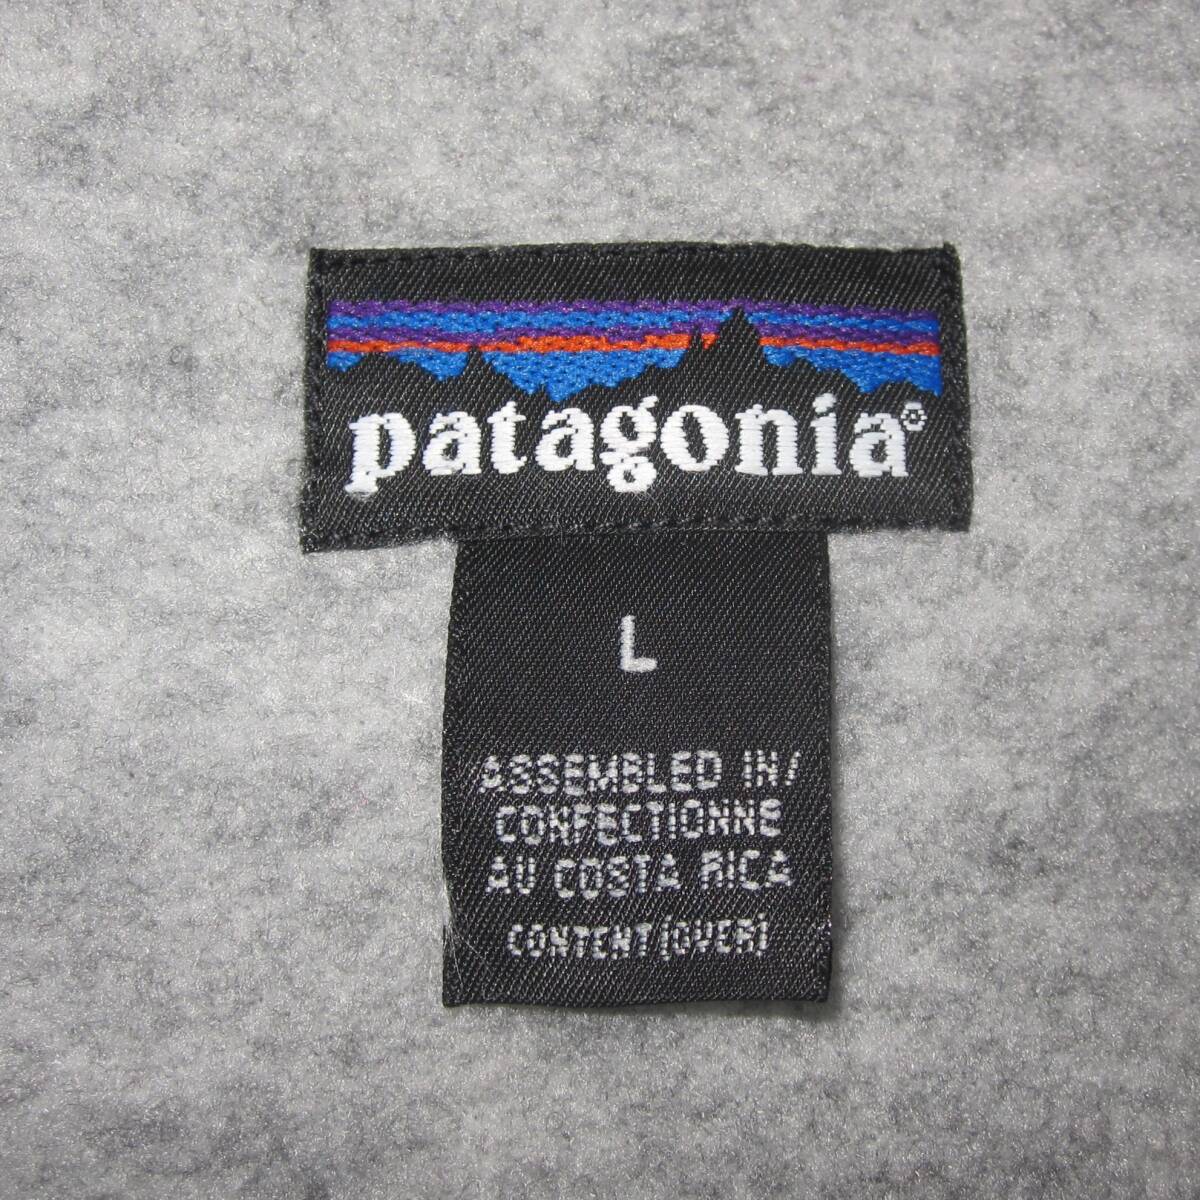 patagonia®
L
ASSEMBLED IN/
CONFECTIONNE
AU COSTA RICA
CONTENT(OVER)